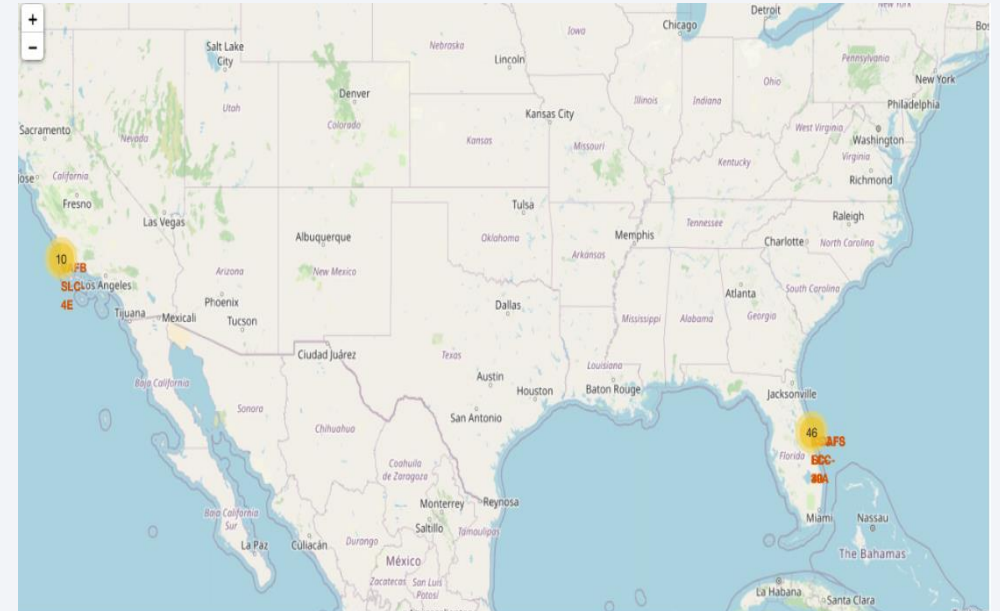 +
−
Detroit
New York
Chicago
Bos
Iowa
Salt Lake
City
Nebraska
Lincoln
Pennsylvania
New York
Denver
Utah
Ohio
Illinois
Indiana
Philadelphia
Kansas City
Sacramento
Nevada
Colorado
Kansas
Missouri
West Virginia
Washington
Virginia
Kentucky
Jose
California
Richmond
Fresno
Las Vegas
Tulsa
Raleigh
Albuquerque
Oklahoma
Memphis
Tennessee
Charlotte
North Carolina
10
AFB
SLC-
4E
Los Angeles
Arizona
New Mexico
Arkansas
South Carolina
Phoenix
Dallas
Atlanta
Tijuana
Mexicali
Tucson
Mississippi
Alabama
Georgia
Ciudad Juárez
Texas
Louisiana
Baja California
Austin
Houston
Baton Rouge
Jacksonville
Sonora
San Antonio
Chihuahua
46
AFS
Florida
Coahuila
de Zaragoza
Baja California
Sur
Monterrey
Reynosa
Miami
Nassau
Saltillo
Tamaulipas
La Paz
Culiacán
Durango
México
The Bahamas
Zacatecas
San Luis
Potosí
La Habana
Santa Clara